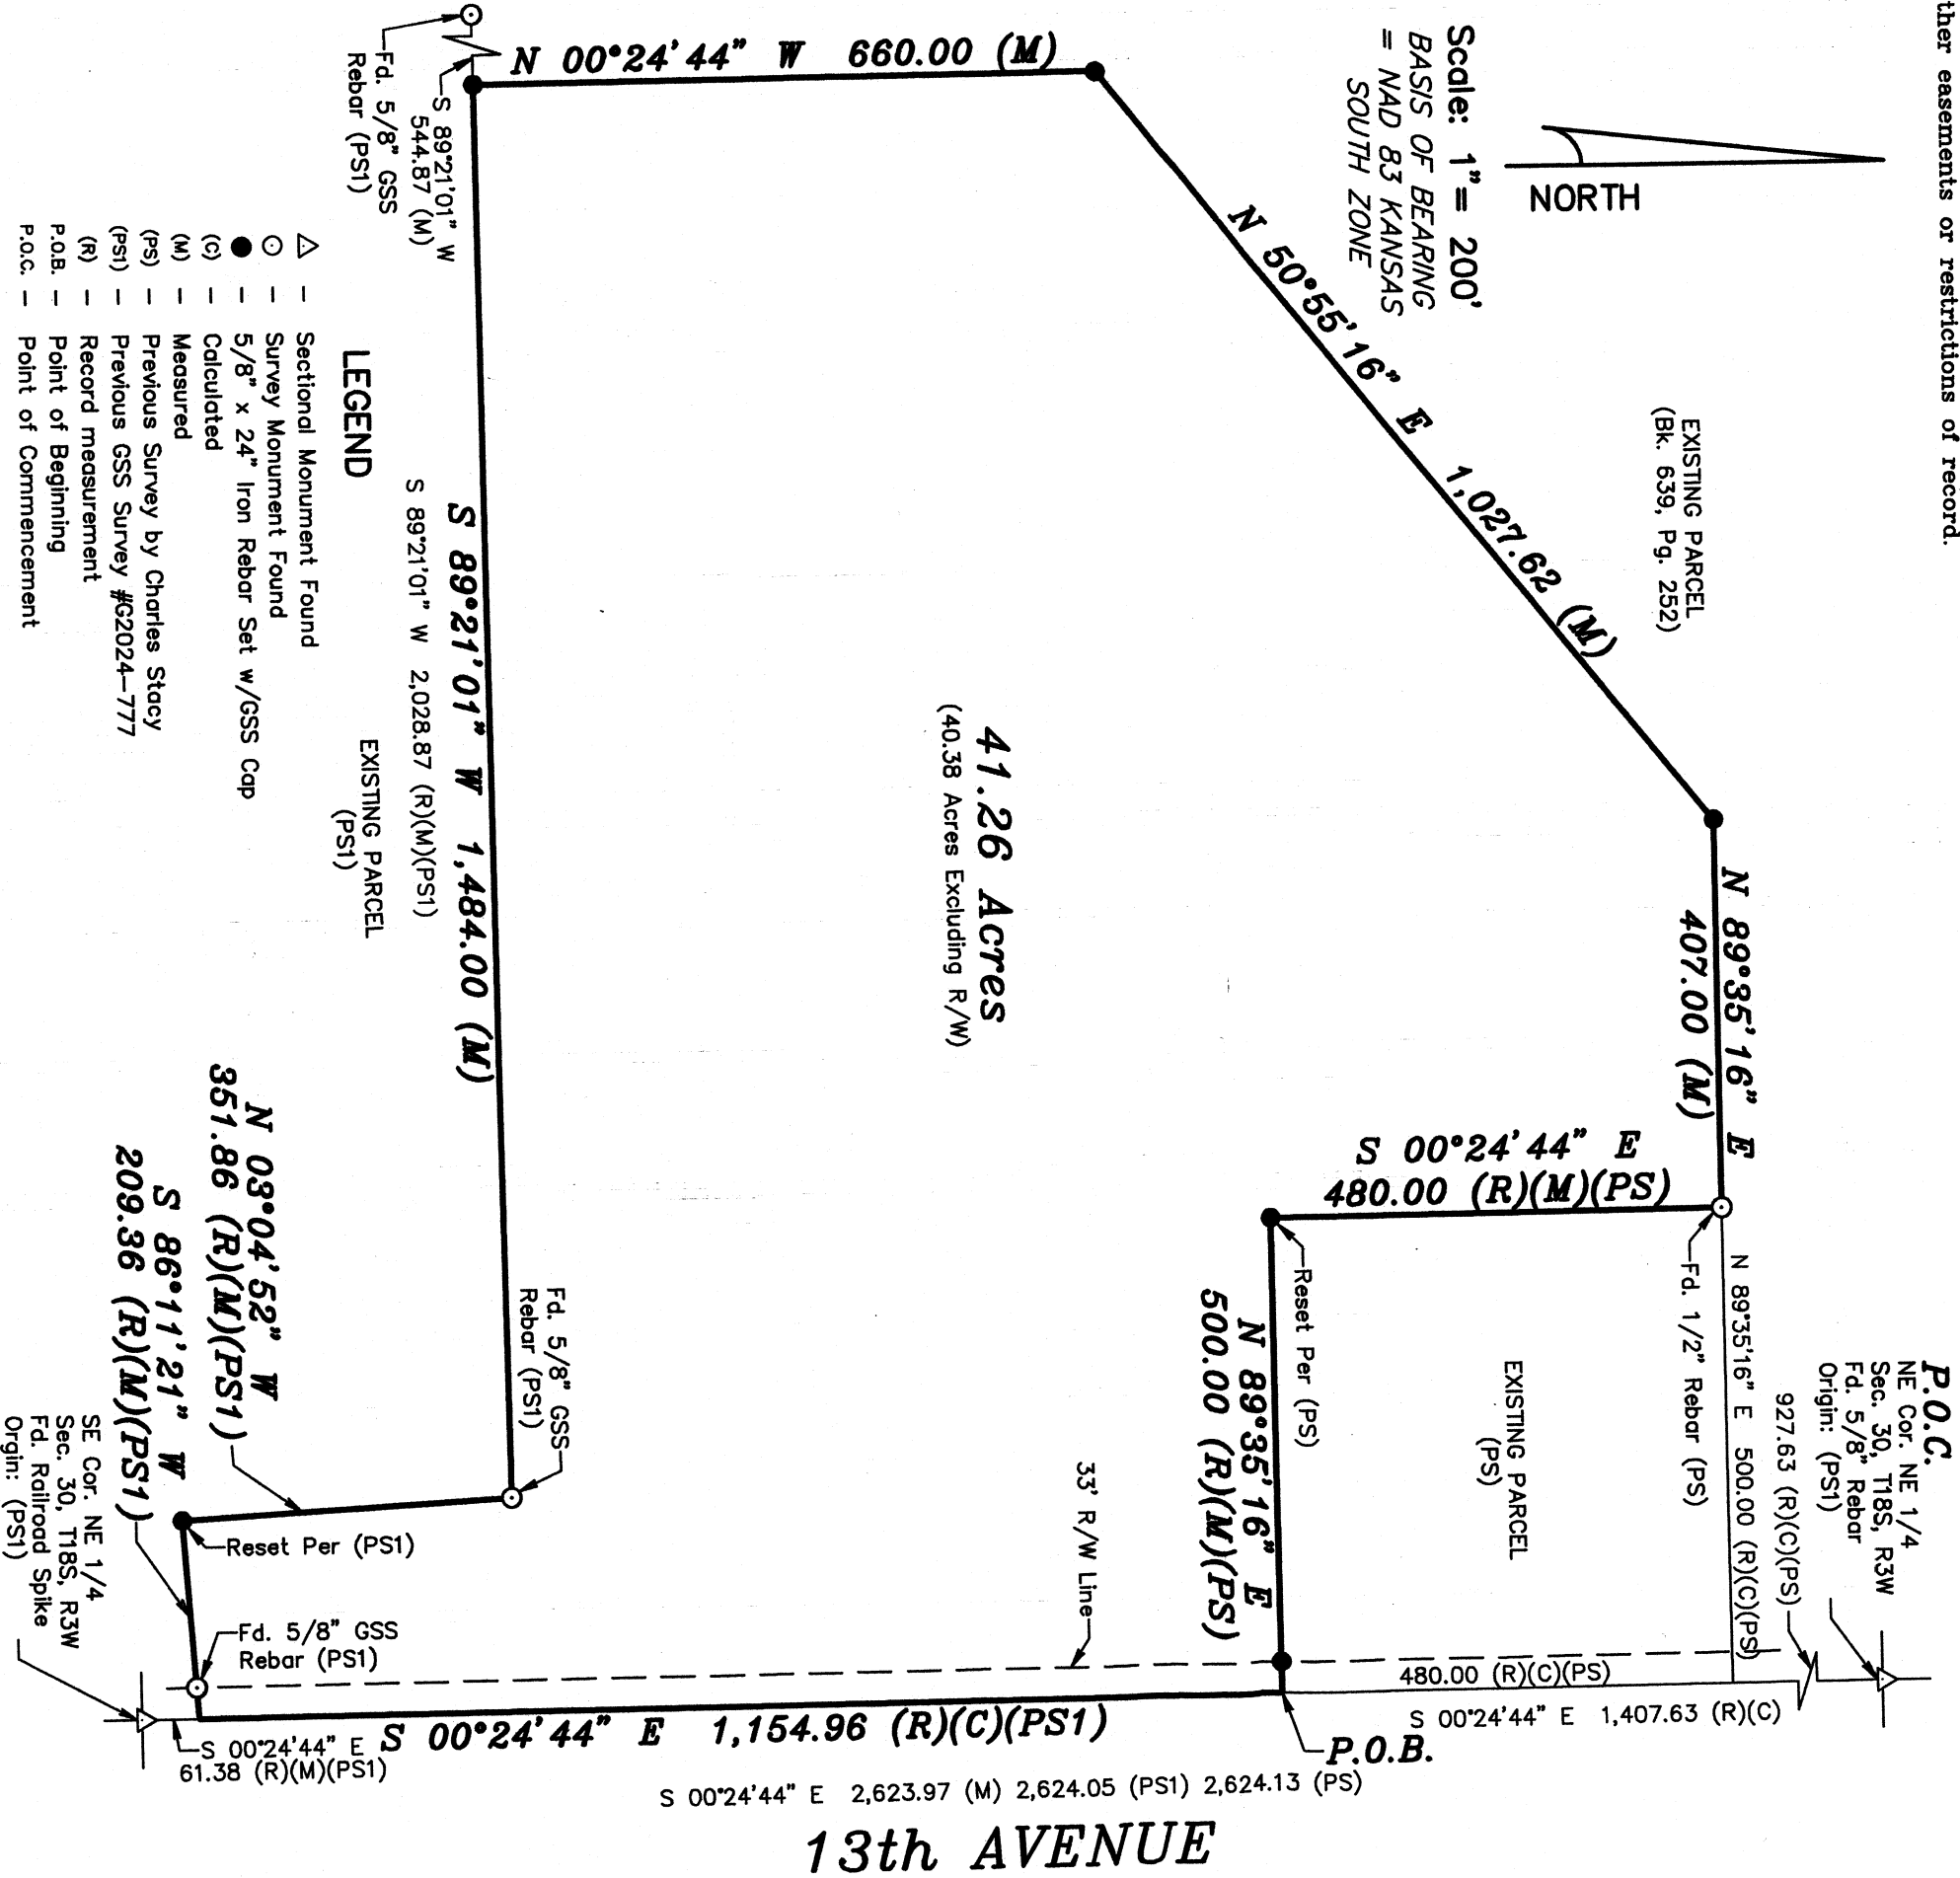 ther easements or restrictions of record.
Scale: 1"= 200'
BASIS OF BEARING
= NAD 83 KANSAS
SOUTH ZONE
NORTH
N 00°24'44" W 660.00 (M)
Fd. 5/8" GSS
Rebar (PS1)
S 89°21'01" W
544.87 (M)
N 50°55'16" E 1,027.62 (M)
EXISTING PARCEL
(Bk. 639, Pg. 252)
N 89°35'16" E
407.00 (M)
S 00°24'44" E
480.00 (R)(M)(PS)
Fd. 1/2" Rebar (PS)
N 89°35'16" E 500.00 (R)(C)(PS)
P.O.C.
NE Cor. NE 1/4
Sec. 30, T18S, R3W
Fd. 5/8" Rebar
Origin: (PS1)
927.63 (R)(C)(PS)
EXISTING PARCEL
(PS)
Reset Per (PS)
N 89°35'16" E
500.00 (R)(M)(PS)
33' R/W Line
480.00 (R)(C)(PS)
S 00°24'44" E 1,407.63 (R)(C)
P.O.B.
41.26 Acres
(40.38 Acres Excluding R/W)
S 89°21'01" W 1,484.00 (M)
S 89°21'01" W 2,028.87 (R)(M)(PS1)
EXISTING PARCEL
(PS1)
Fd. 5/8" GSS
Rebar (PS1)
N 03°04'52" W
351.86 (R)(M)(PS1)
S 86°11'21" W
209.36 (R)(M)(PS1)
Reset Per (PS1)
Fd. 5/8" GSS
Rebar (PS1)
SE Cor. NE 1/4
Sec. 30, T18S, R3W
Fd. Railroad Spike
Orgin: (PS1)
S 00°24'44" E
61.38 (R)(M)(PS1)
S 00°24'44" E 1,154.96 (R)(C)(PS1)
S 00°24'44" E 2,623.97 (M) 2,624.05 (PS1) 2,624.13 (PS)
13th AVENUE
LEGEND
△ – Sectional Monument Found
⊙ – Survey Monument Found
● – 5/8" x 24" Iron Rebar Set w/GSS Cap
(C) – Calculated
(M) – Measured
(PS) – Previous Survey by Charles Stacy
(PS1) – Previous GSS Survey #G2024-777
(R) – Record measurement
P.O.B. – Point of Beginning
P.O.C. – Point of Commencement